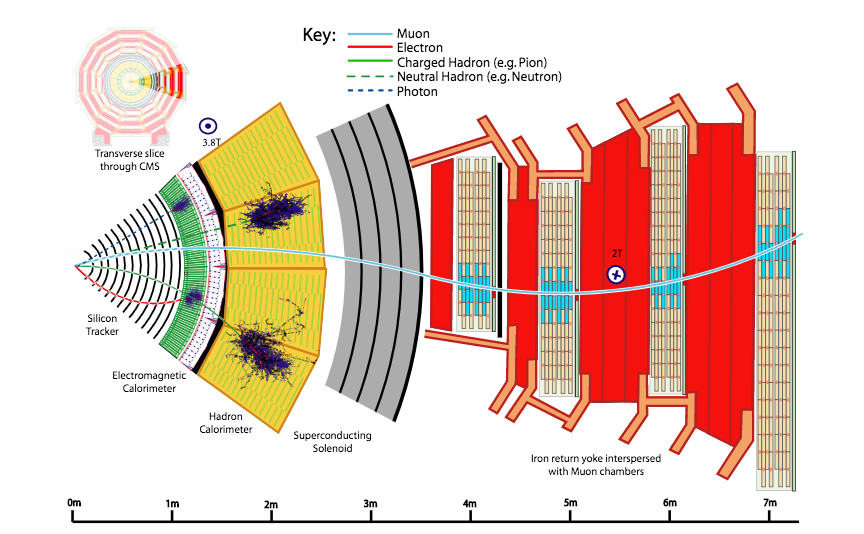 Key:
Muon
Electron
Charged Hadron (e.g. Pion)
Neutral Hadron (e.g. Neutron)
Photon
Transverse slice
through CMS
3.8T
2T
Silicon
Tracker
Electromagnetic
Calorimeter
Hadron
Calorimeter
Superconducting
Solenoid
Iron return yoke interspersed
with Muon chambers
0m 1m 2m 3m 4m 5m 6m 7m